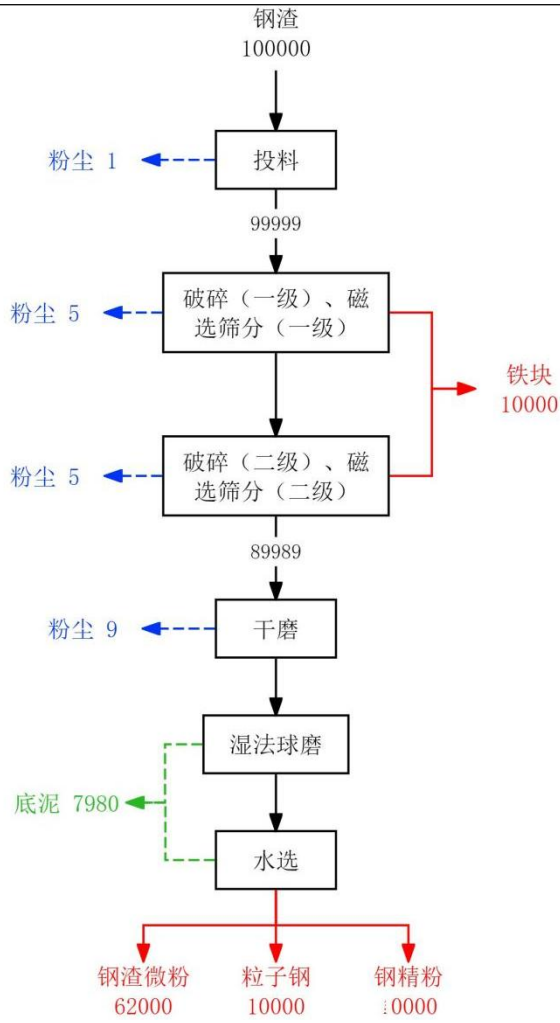 钢渣
100000
粉尘 1
投料
99999
粉尘 5
破碎（一级）、磁
选筛分（一级）
铁块
10000
粉尘 5
破碎（二级）、磁
选筛分（二级）
89989
粉尘 9
干磨
湿法球磨
底泥 7980
水选
钢渣微粉
62000
粒子钢
10000
钢精粉
10000